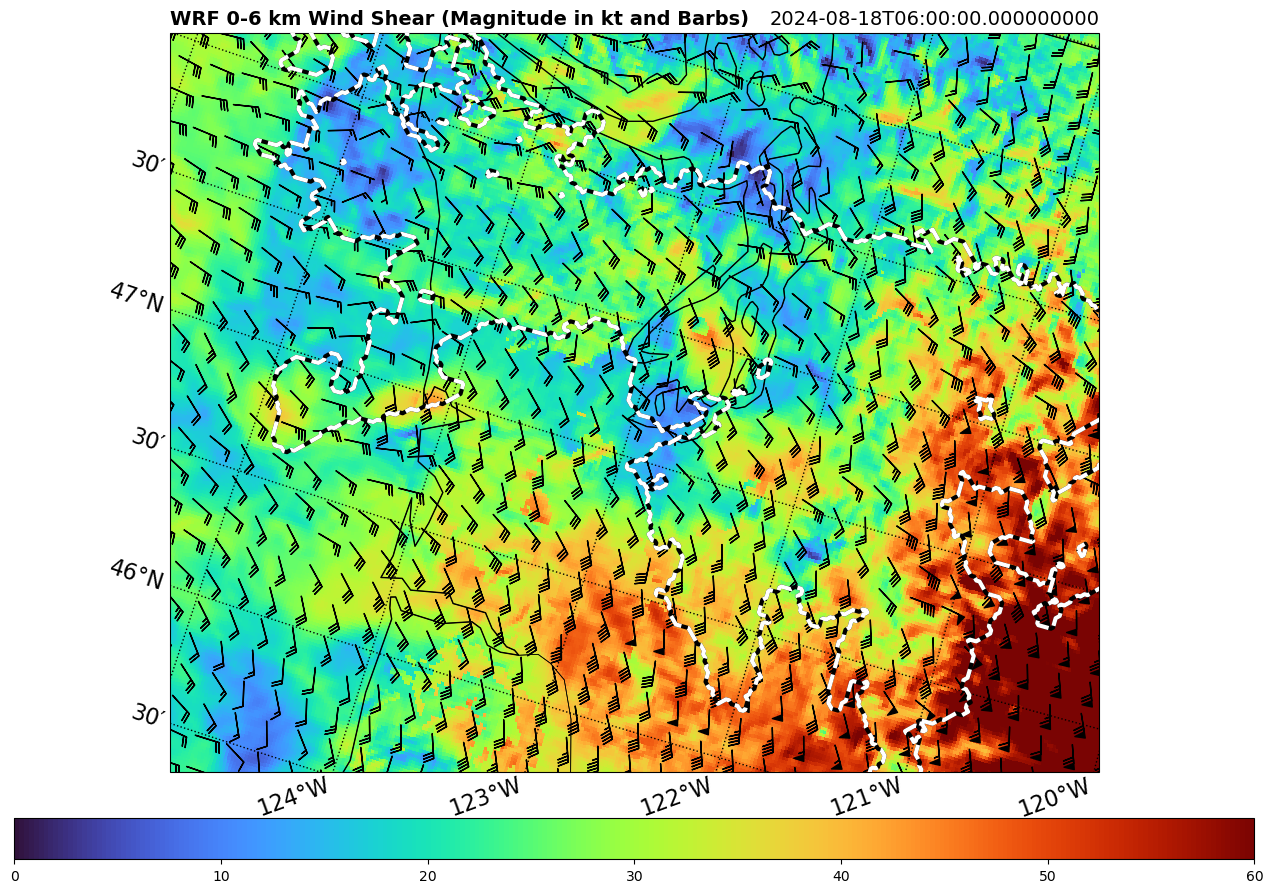 WRF 0-6 km Wind Shear (Magnitude in kt and Barbs) 2024-08-18T06:00:00.000000000
30′
47°N
30′
46°N
30′
124°W 123°W 122°W 121°W 120°W
0 10 20 30 40 50 60